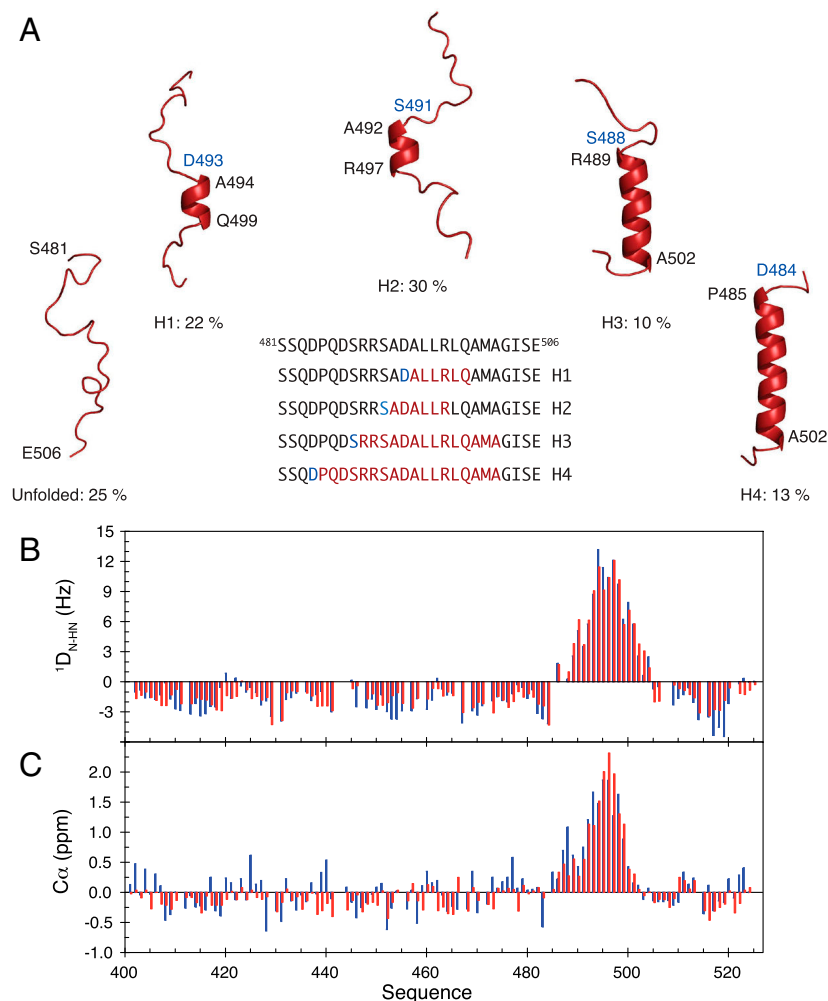 A
S491
A492
R497
H2: 30 %
D493
A494
Q499
H1: 22 %
S488
R489
A502
H3: 10 %
S481
E506
Unfolded: 25 %
D484
P485
A502
H4: 13 %
481SSQDPQDSRRSADALLRLQAMAGISE506
SSQDPQDSRRSADALLRLQAMAGISE H1
SSQDPQDSRRSADALLRLQAMAGISE H2
SSQDPQDSRRSADALLRLQAMAGISE H3
SSQDPQDSRRSADALLRLQAMAGISE H4
B
1DN-HN (Hz)
15
12
9
6
3
0
-3
C
Cα (ppm)
2.0
1.5
1.0
0.5
0.0
-0.5
-1.0
400 420 440 460 480 500 520
Sequence